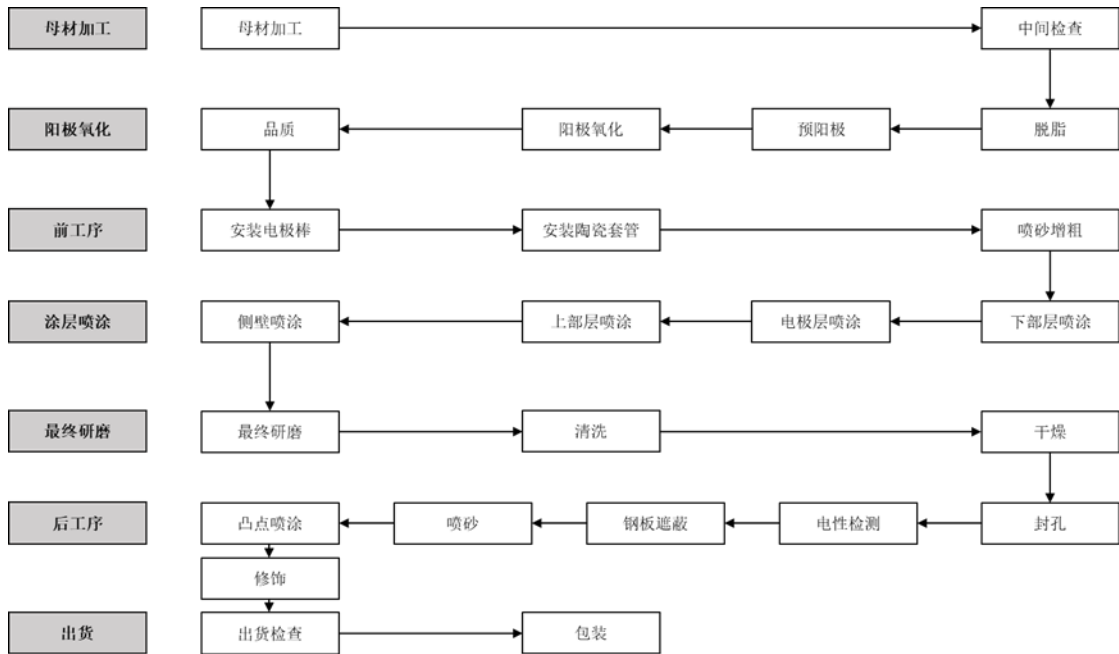 母材加工
母材加工
中间检查
阳极氧化
品质
阳极氧化
预阳极
脱脂
前工序
安装电极棒
安装陶瓷套管
喷砂增粗
涂层喷涂
侧壁喷涂
上部层喷涂
电极层喷涂
下部层喷涂
最终研磨
最终研磨
清洗
干燥
后工序
凸点喷涂
喷砂
钢板遮蔽
电性检测
封孔
修饰
出货
出货检查
包装